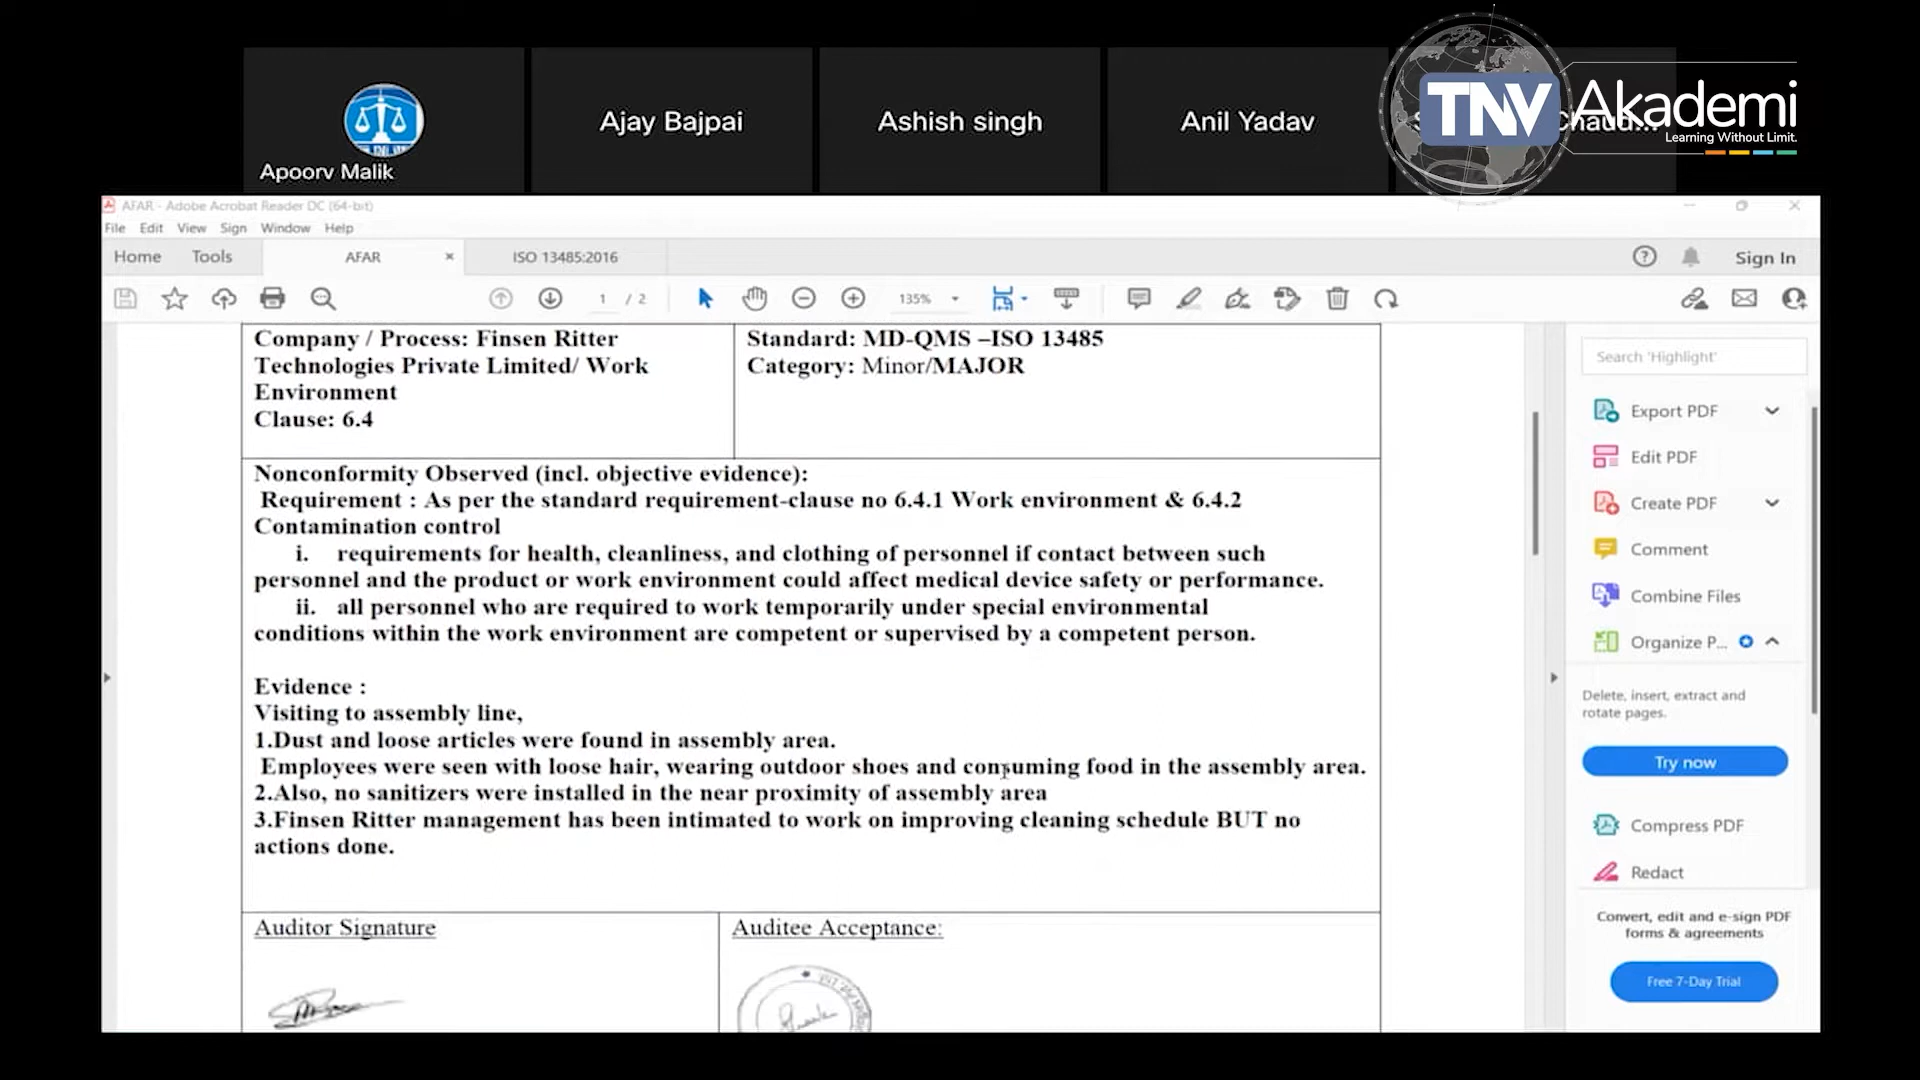 TNV Akademi
Learning Without Limit.
Apoorv Malik
Ajay Bajpai
Ashish singh
Anil Yadav
AFAR - Adobe Acrobat Reader DC (64-bit)
File Edit View Sign Window Help
Home Tools AFAR × ISO 13485:2016 Sign In
1 / 2 135%
Company / Process: Finsen Ritter
Technologies Private Limited/ Work
Environment
Clause: 6.4
Standard: MD-QMS –ISO 13485
Category: Minor/MAJOR
Nonconformity Observed (incl. objective evidence):
Requirement : As per the standard requirement-clause no 6.4.1 Work environment & 6.4.2
Contamination control
i. requirements for health, cleanliness, and clothing of personnel if contact between such
personnel and the product or work environment could affect medical device safety or performance.
ii. all personnel who are required to work temporarily under special environmental
conditions within the work environment are competent or supervised by a competent person.
Evidence :
Visiting to assembly line,
1.Dust and loose articles were found in assembly area.
Employees were seen with loose hair, wearing outdoor shoes and consuming food in the assembly area.
2.Also, no sanitizers were installed in the near proximity of assembly area
3.Finsen Ritter management has been intimated to work on improving cleaning schedule BUT no
actions done.
Auditor Signature
Auditee Acceptance:
Search 'Highlight'
Export PDF
Edit PDF
Create PDF
Comment
Combine Files
Organize P...
Delete, insert, extract and
rotate pages.
Try now
Compress PDF
Redact
Convert, edit and e-sign PDF
forms & agreements
Free 7-Day Trial